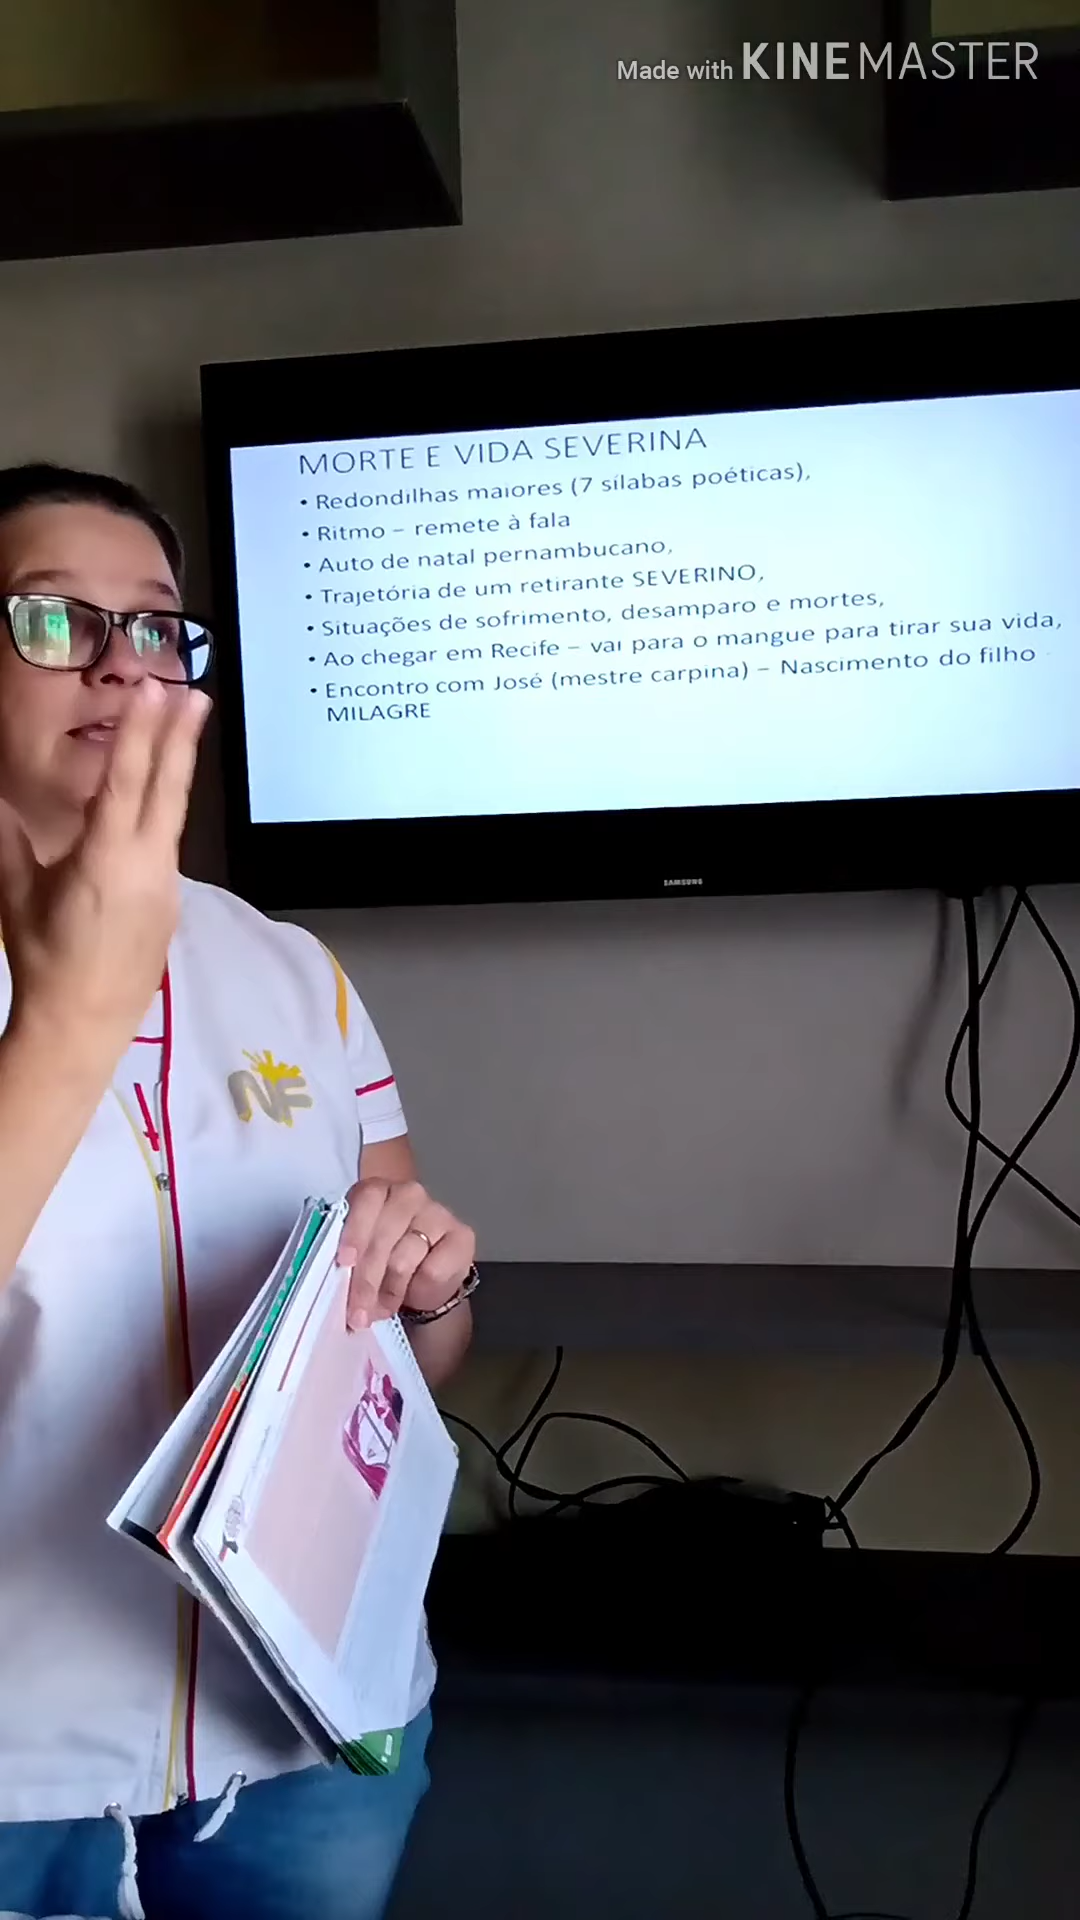 Made with KINEMASTER
MORTE E VIDA SEVERINA
• Redondilhas maiores (7 sílabas poéticas),
• Ritmo – remete à fala
• Auto de natal pernambucano,
• Trajetória de um retirante SEVERINO,
• Situações de sofrimento, desamparo e mortes,
• Ao chegar em Recife – vai para o mangue para tirar sua vida,
• Encontro com José (mestre carpina) – Nascimento do filho
MILAGRE
SAMSUNG
NF